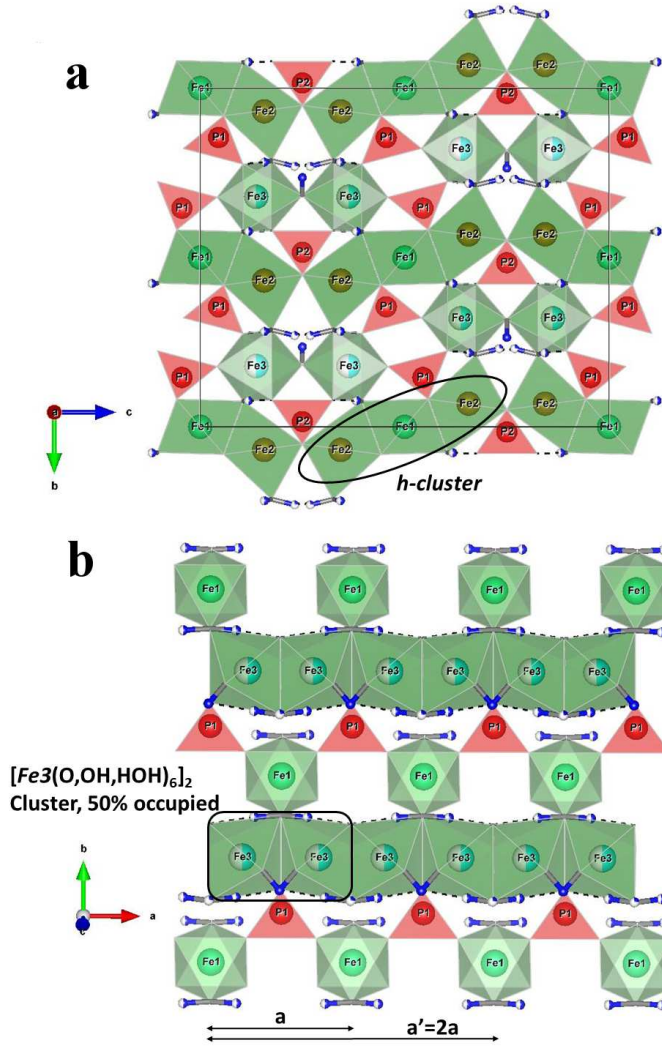 a
Fe2 Fe2
P2
Fe1 Fe1 Fe1
P2
Fe2 Fe2
P1 P1 P1
Fe3 Fe3
Fe3 Fe3
P1 P1 P1
Fe2 Fe2
P2
Fe1 Fe1 Fe1
P2
Fe2 Fe2
P1 P1 P1
Fe3 Fe3
Fe3 Fe3
P1 P1 P1
Fe2 Fe2
P2
a c
Fe1 Fe1 Fe1
P2
Fe2 Fe2
b
h-cluster
b
Fe1 Fe1 Fe1 Fe1
Fe3 Fe3 Fe3 Fe3 Fe3 Fe3
P1 P1 P1 P1
Fe1 Fe1 Fe1
[Fe3(O,OH,HOH)₆]₂
Cluster, 50% occupied
b
Fe3 Fe3 Fe3 Fe3 Fe3 Fe3
c a
P1 P1 P1
Fe1 Fe1 Fe1 Fe1
a
a'=2a